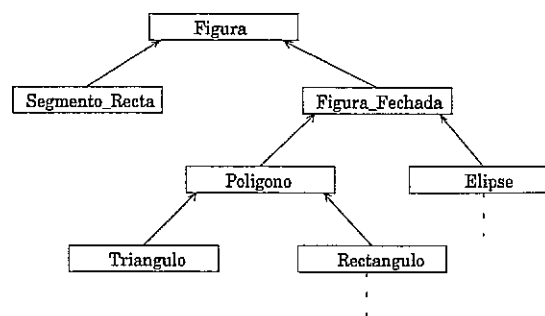 Figura
Segmento_Recta
Figura_Fechada
Poligono
Elipse
Triangulo
Rectangulo